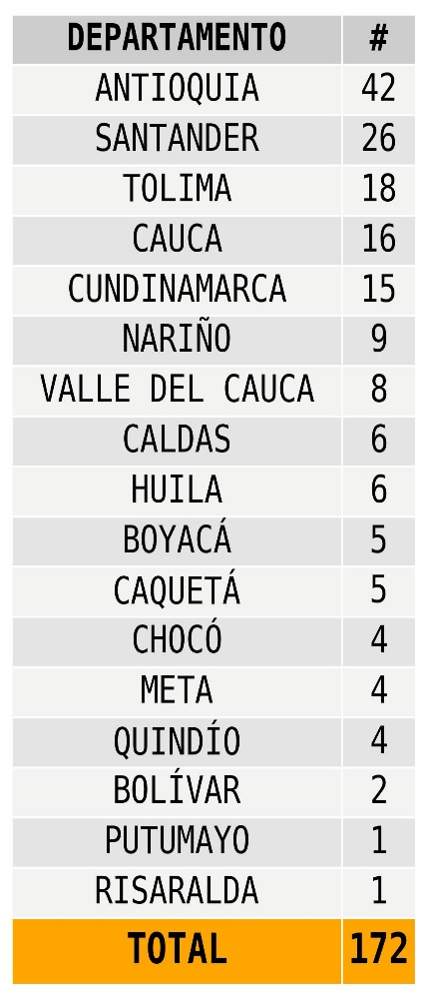 DEPARTAMENTO #
ANTIOQUIA 42
SANTANDER 26
TOLIMA 18
CAUCA 16
CUNDINAMARCA 15
NARIÑO 9
VALLE DEL CAUCA 8
CALDAS 6
HUILA 6
BOYACÁ 5
CAQUETÁ 5
CHOCÓ 4
META 4
QUINDÍO 4
BOLÍVAR 2
PUTUMAYO 1
RISARALDA 1
TOTAL 172